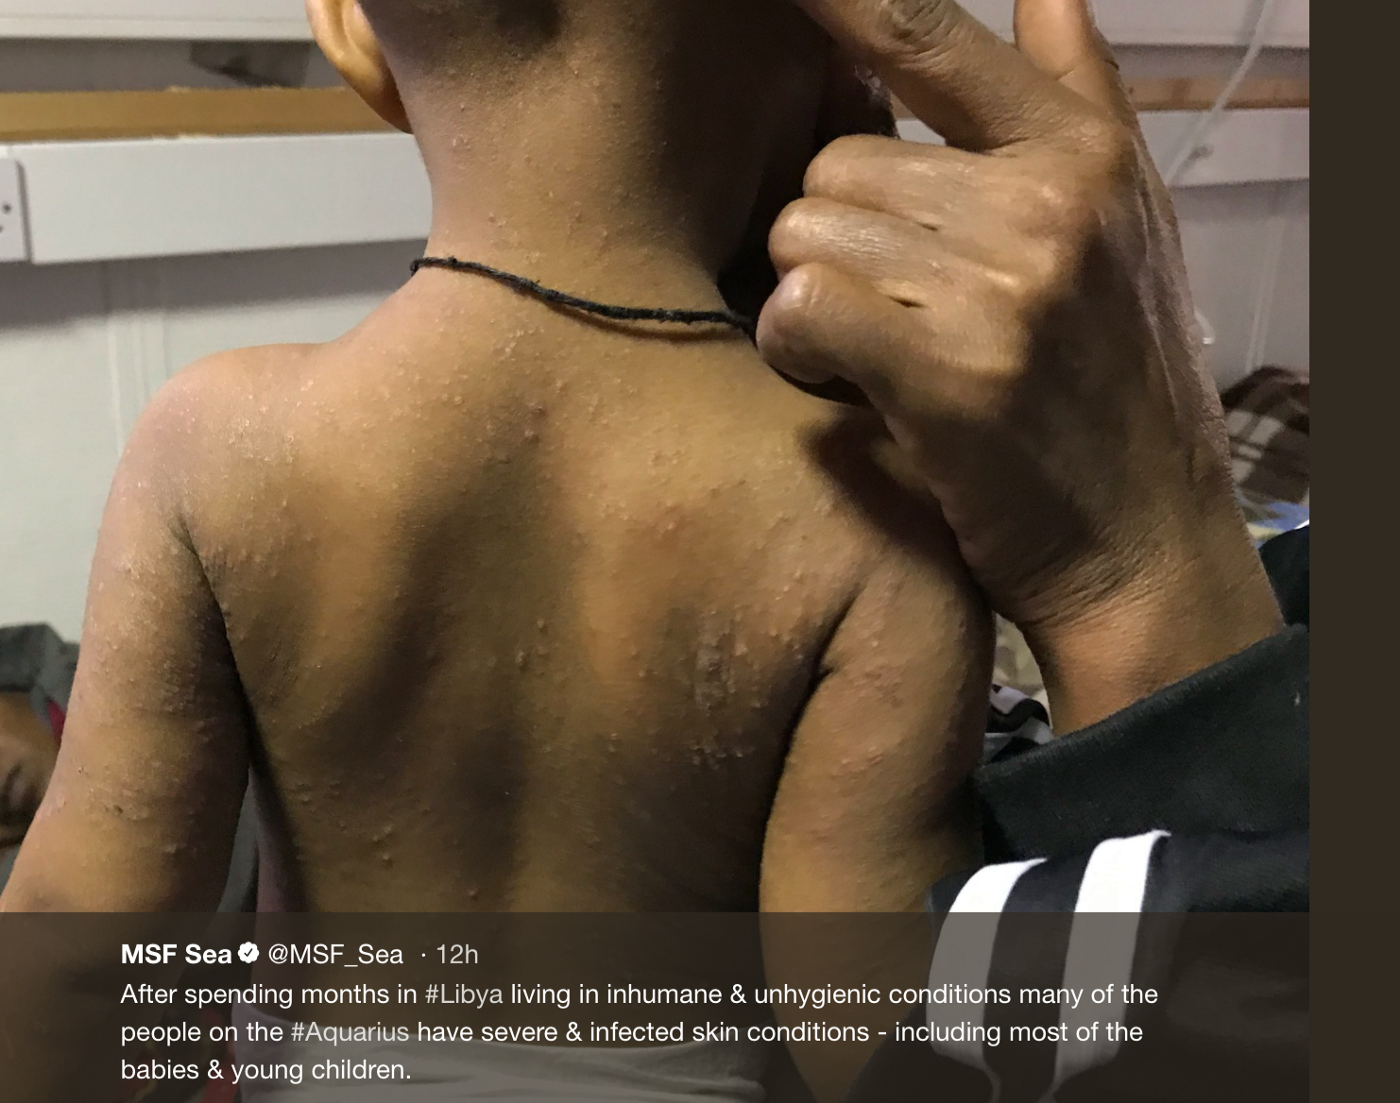 MSF Sea @MSF_Sea · 12h
After spending months in #Libya living in inhumane & unhygienic conditions many of the
people on the #Aquarius have severe & infected skin conditions - including most of the
babies & young children.